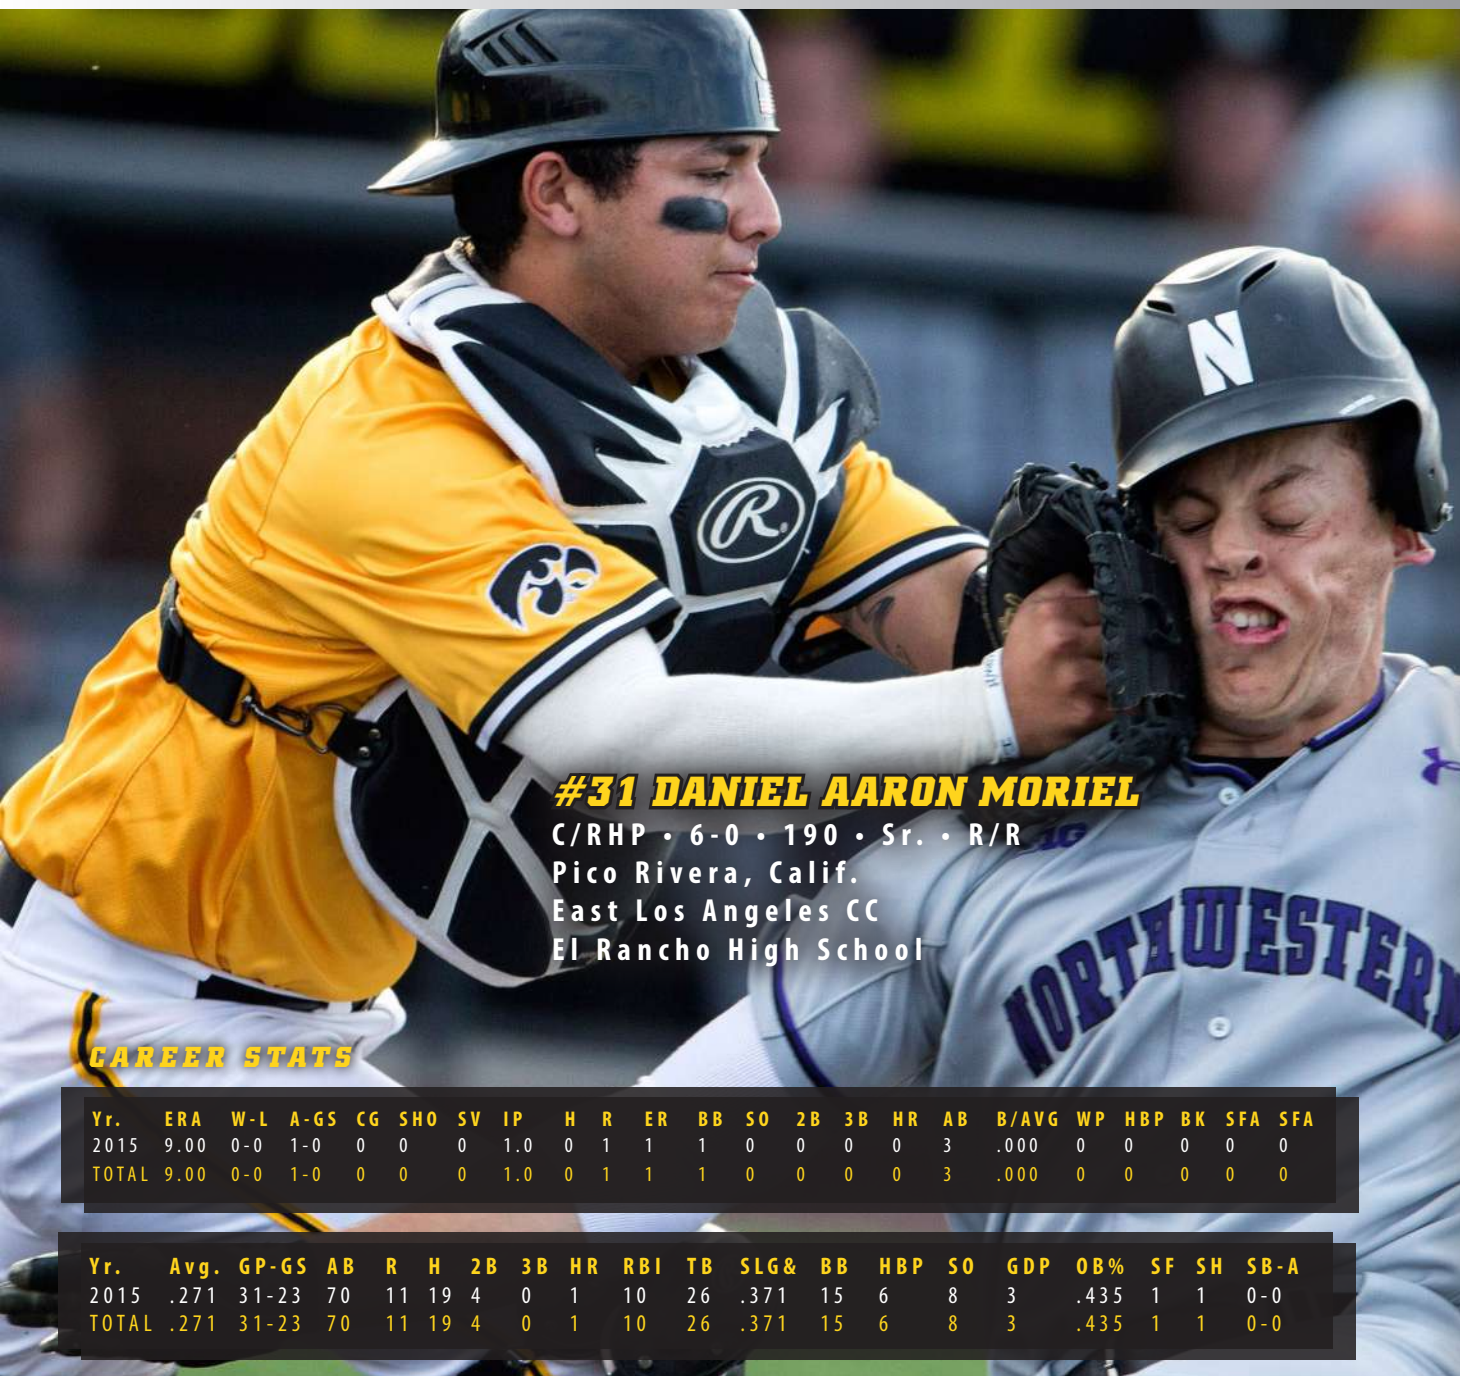 N
R
#31 DANIEL AARON MORIEL
C/RHP • 6-0 • 190 • Sr. • R/R
Pico Rivera, Calif.
East Los Angeles CC
El Rancho High School
NORTHWESTERN
CAREER STATS
Yr. ERA W-L A-GS CG SHO SV IP H R ER BB SO 2B 3B HR AB B/AVG WP HBP BK SFA SFA
2015 9.00 0-0 1-0 0 0 0 1.0 0 1 1 1 0 0 0 0 3 .000 0 0 0 0 0
TOTAL 9.00 0-0 1-0 0 0 0 1.0 0 1 1 1 0 0 0 0 3 .000 0 0 0 0 0
Yr. Avg. GP-GS AB R H 2B 3B HR RBI TB SLG& BB HBP SO GDP OB% SF SH SB-A
2015 .271 31-23 70 11 19 4 0 1 10 26 .371 15 6 8 3 .435 1 1 0-0
TOTAL .271 31-23 70 11 19 4 0 1 10 26 .371 15 6 8 3 .435 1 1 0-0